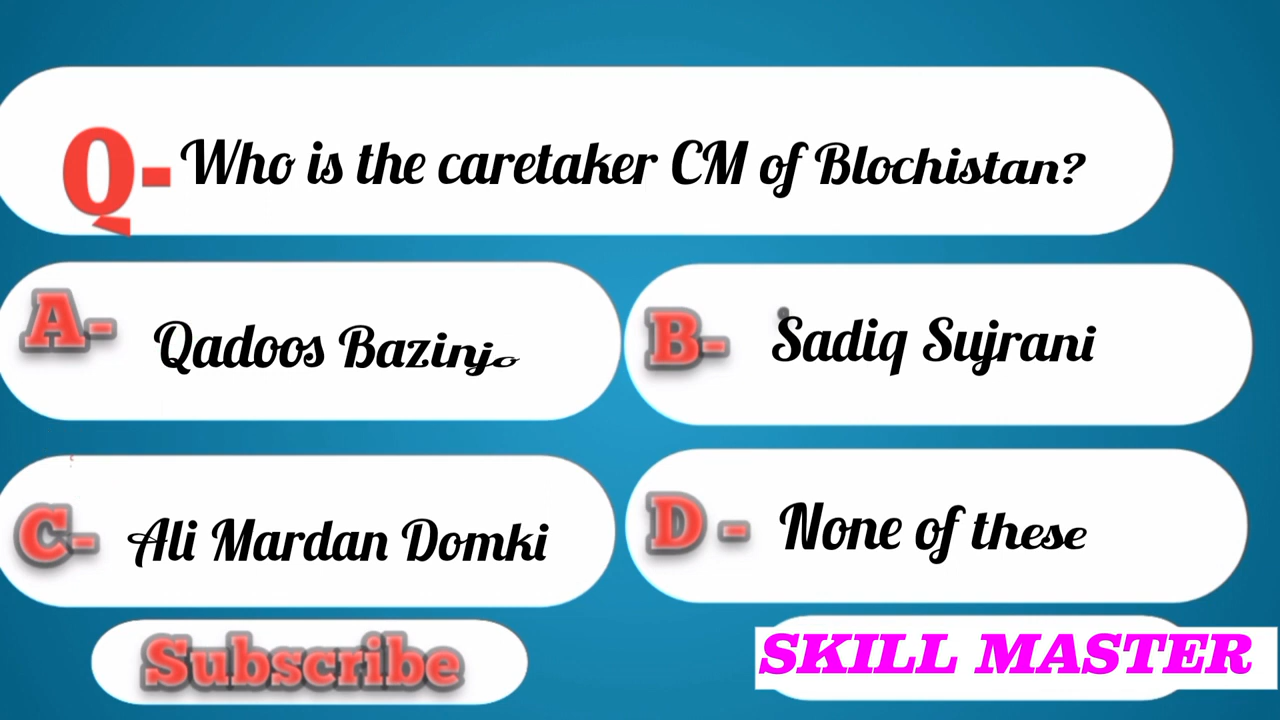 Q- Who is the caretaker CM of Blochistan?
A- Qadoos Bazinjo
B- Sadiq Sujrani
C- Ali Mardan Domki
D - None of these
Subscribe
SKILL MASTER